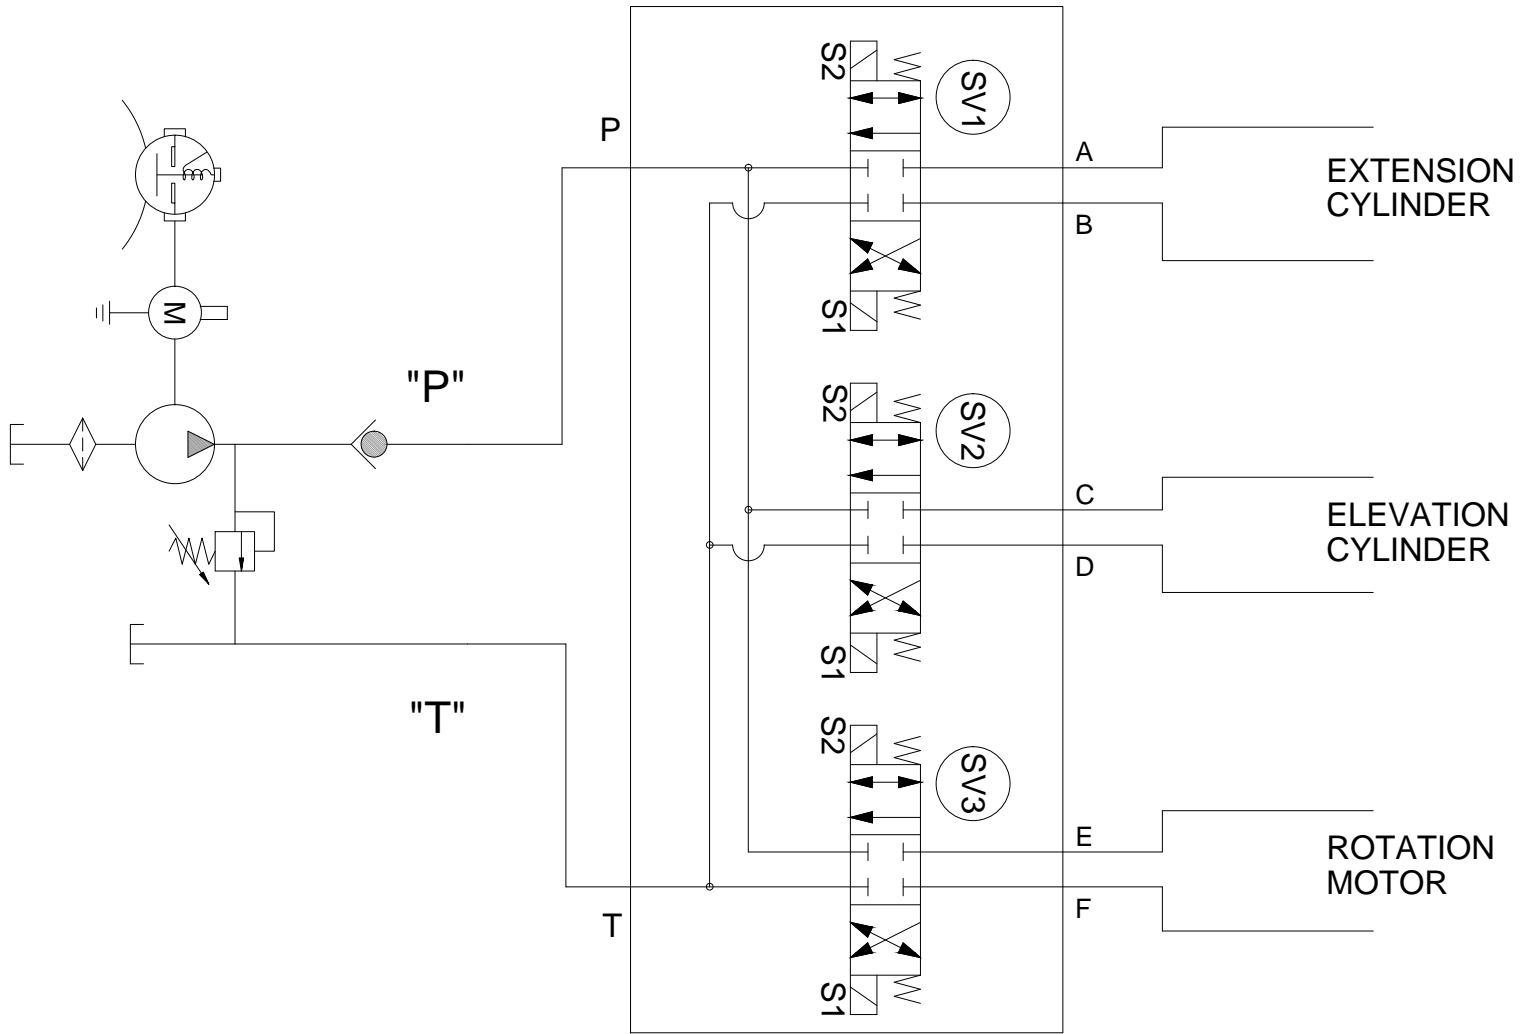 S2
SV1
P
A
EXTENSION
CYLINDER
B
S1
M
"P"
S2
SV2
C
ELEVATION
CYLINDER
D
S1
"T"
S2
SV3
E
ROTATION
MOTOR
F
T
S1